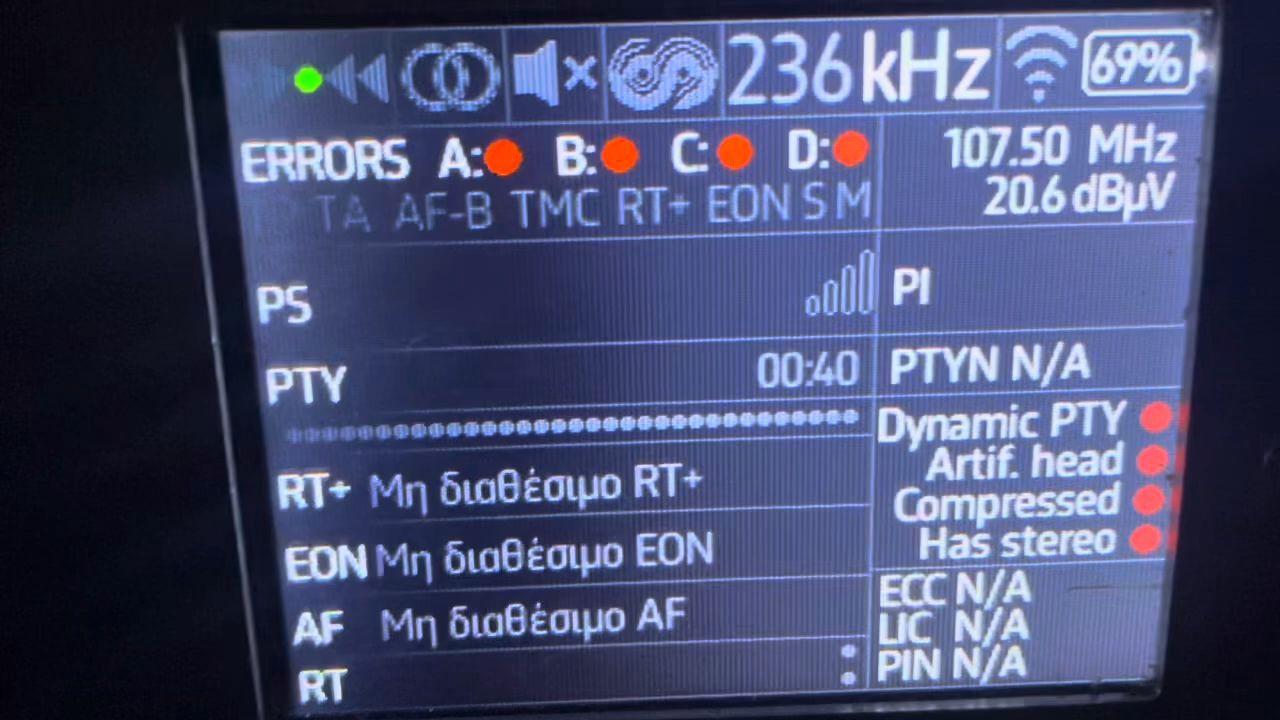 236 kHz 69%
ERRORS A: B: C: D:
107.50 MHz
20.6 dBμV
TA AF-B TMC RT+ EON S M
PS
PI
PTY 00:40
PTYN N/A
Dynamic PTY
Artif. head
Compressed
Has stereo
RT+ Μη διαθέσιμο RT+
EON Μη διαθέσιμο EON
AF Μη διαθέσιμο AF
RT
ECC N/A
LIC N/A
PIN N/A